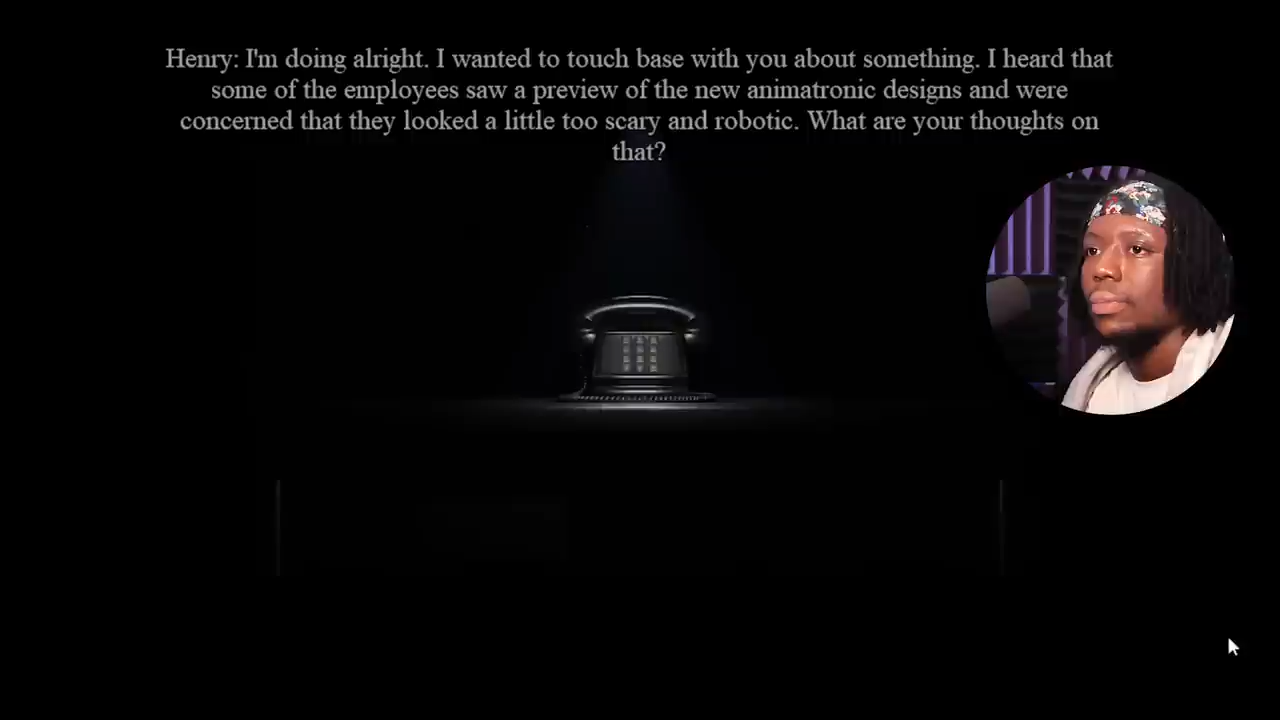 Henry: I'm doing alright. I wanted to touch base with you about something. I heard that
some of the employees saw a preview of the new animatronic designs and were
concerned that they looked a little too scary and robotic. What are your thoughts on
that?